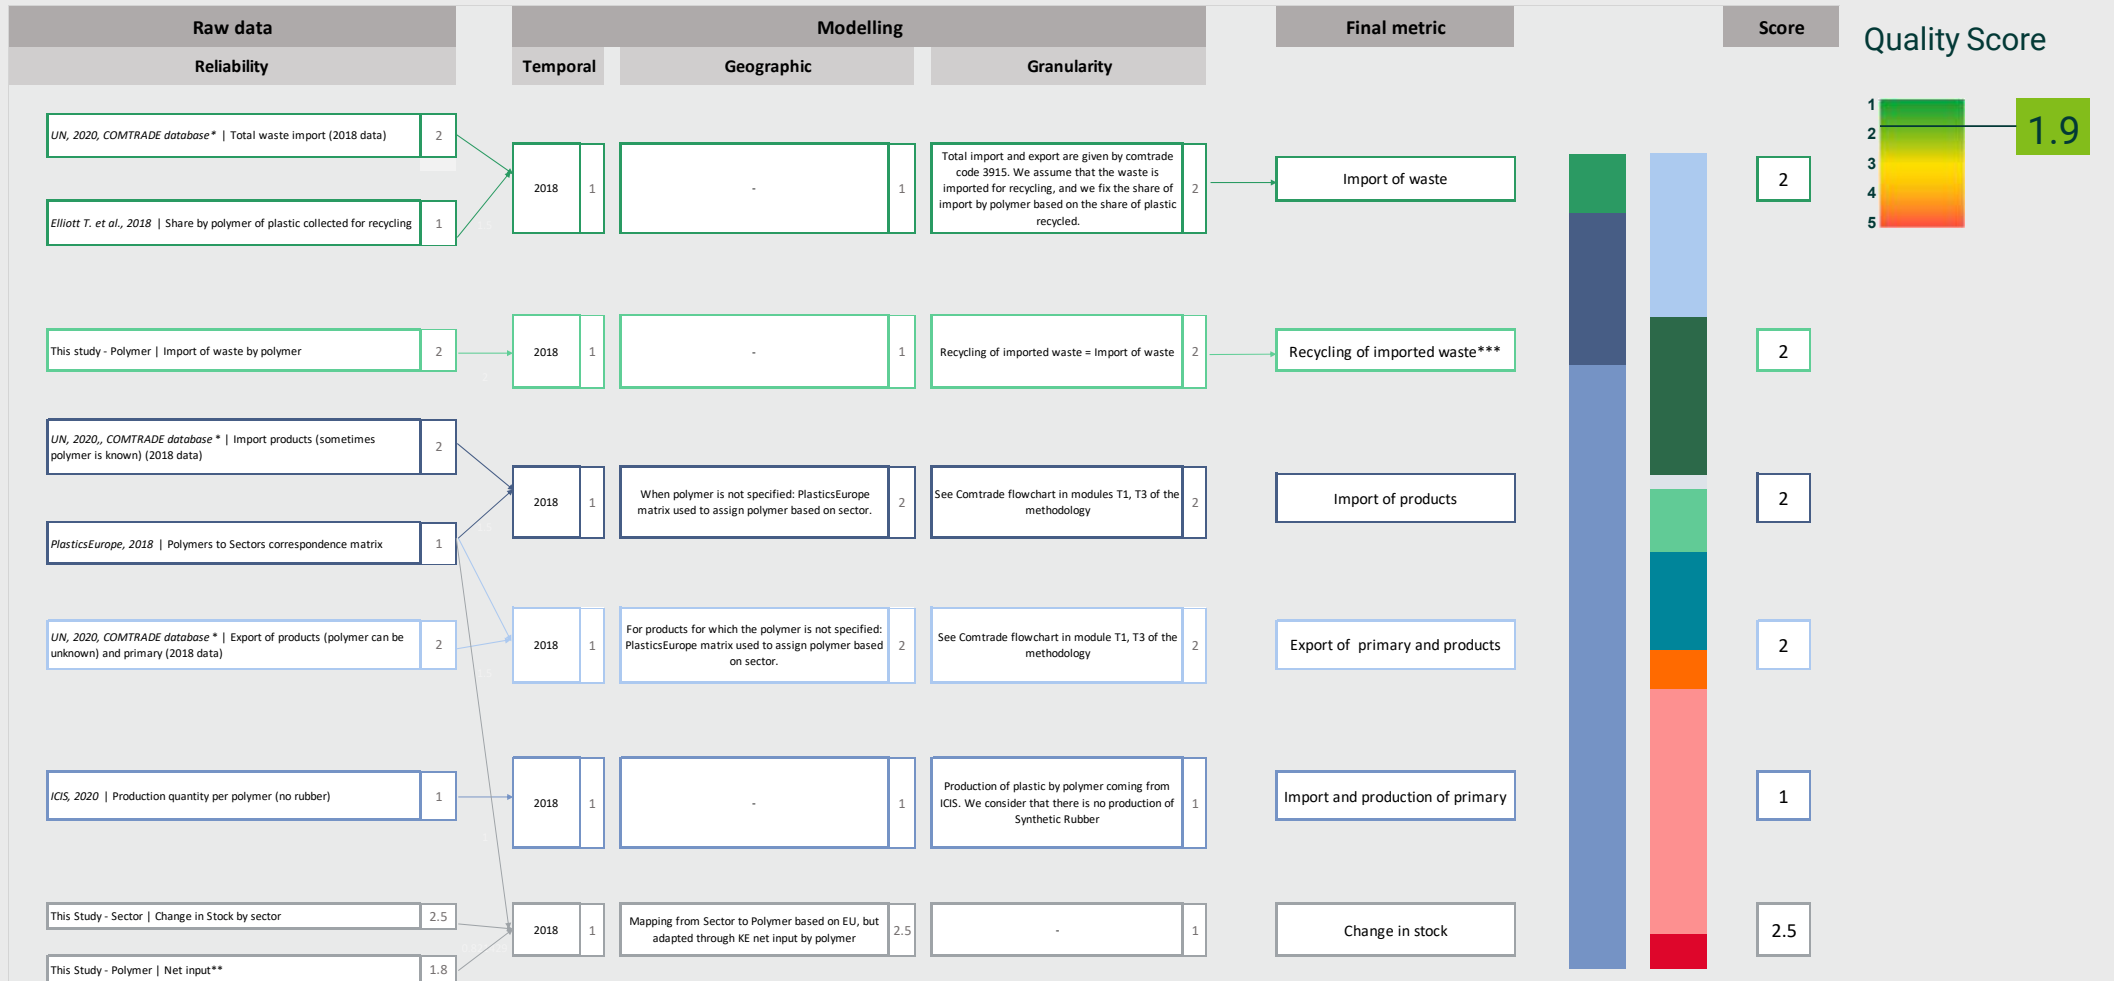 Raw data
Modelling
Final metric
Score
Quality Score
Reliability
Temporal
Geographic
Granularity
1
2
3
4
5
1.9
UN, 2020, COMTRADE database* | Total waste import (2018 data)
2
Elliott T. et al., 2018 | Share by polymer of plastic collected for recycling
1
2018
1
-
1
Total import and export are given by comtrade
code 3915. We assume that the waste is
imported for recycling, and we fix the share of
import by polymer based on the share of plastic
recycled.
2
Import of waste
2
This study - Polymer | Import of waste by polymer
2
2018
1
-
1
Recycling of imported waste = Import of waste
2
Recycling of imported waste***
2
UN, 2020,, COMTRADE database * | Import products (sometimes
polymer is known) (2018 data)
2
PlasticsEurope, 2018 | Polymers to Sectors correspondence matrix
1
2018
1
When polymer is not specified: PlasticsEurope
matrix used to assign polymer based on sector.
2
See Comtrade flowchart in modules T1, T3 of the
methodology
2
Import of products
2
UN, 2020, COMTRADE database * | Export of products (polymer can be
unknown) and primary (2018 data)
2
2018
1
For products for which the polymer is not specified:
PlasticsEurope matrix used to assign polymer based
on sector.
2
See Comtrade flowchart in module T1, T3 of the
methodology
2
Export of primary and products
2
ICIS, 2020 | Production quantity per polymer (no rubber)
1
2018
1
-
1
Production of plastic by polymer coming from
ICIS. We consider that there is no production of
Synthetic Rubber
1
Import and production of primary
1
This Study - Sector | Change in Stock by sector
2.5
This Study - Polymer | Net input**
1.8
2018
1
Mapping from Sector to Polymer based on EU, but
adapted through KE net input by polymer
2.5
-
1
Change in stock
2.5